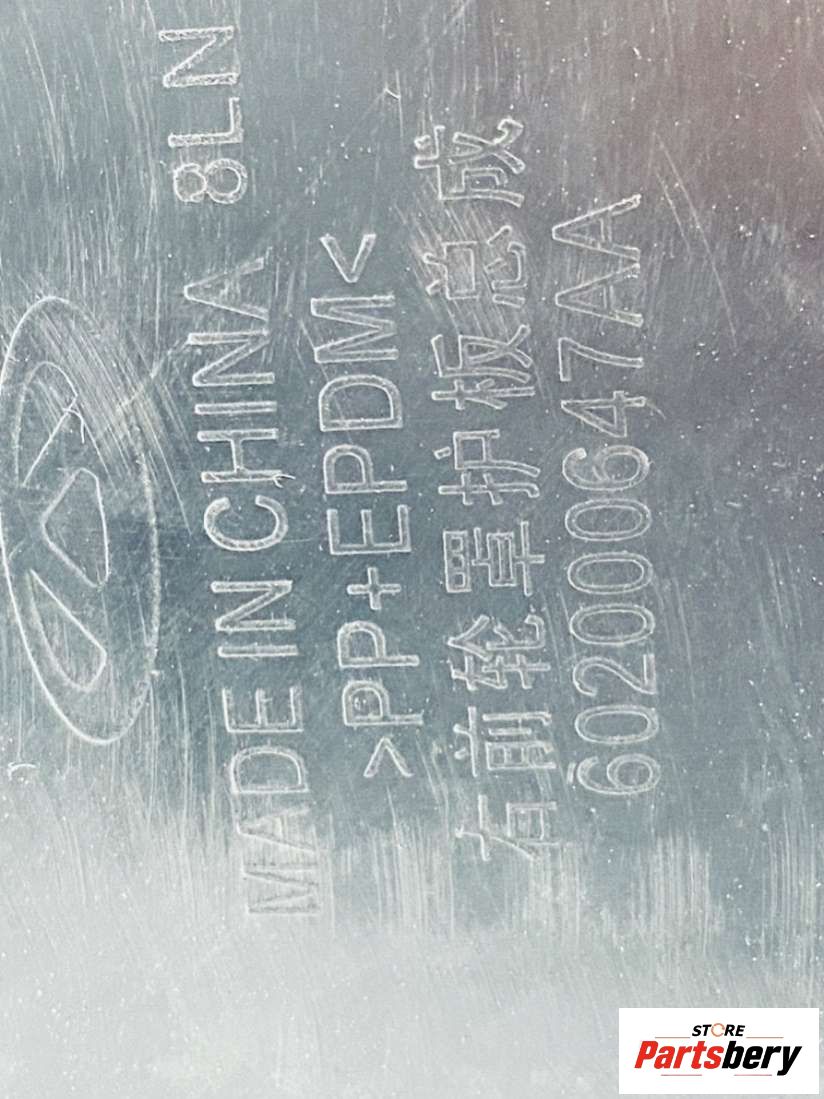 MADE IN CHINA 8LN
>PP+EPDM<
右前轮罩护板总成
602000647AA
STORE
Partsbery